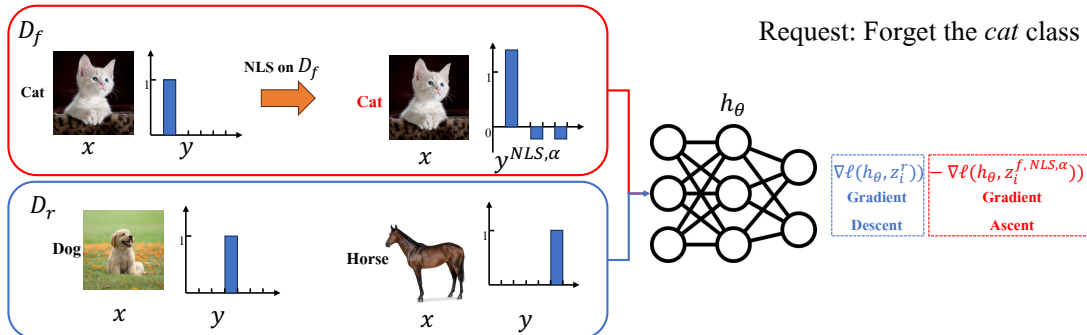 Request: Forget the cat class
D_f
Cat
1
x
y
NLS on D_f
Cat
1
0
x
y^{NLS,α}
h_θ
∇ℓ(h_θ, z_i^r)) − ∇ℓ(h_θ, z_i^{f,NLS,α}))
Gradient Gradient
Descent Ascent
D_r
Dog
1
x
y
Horse
1
x
y